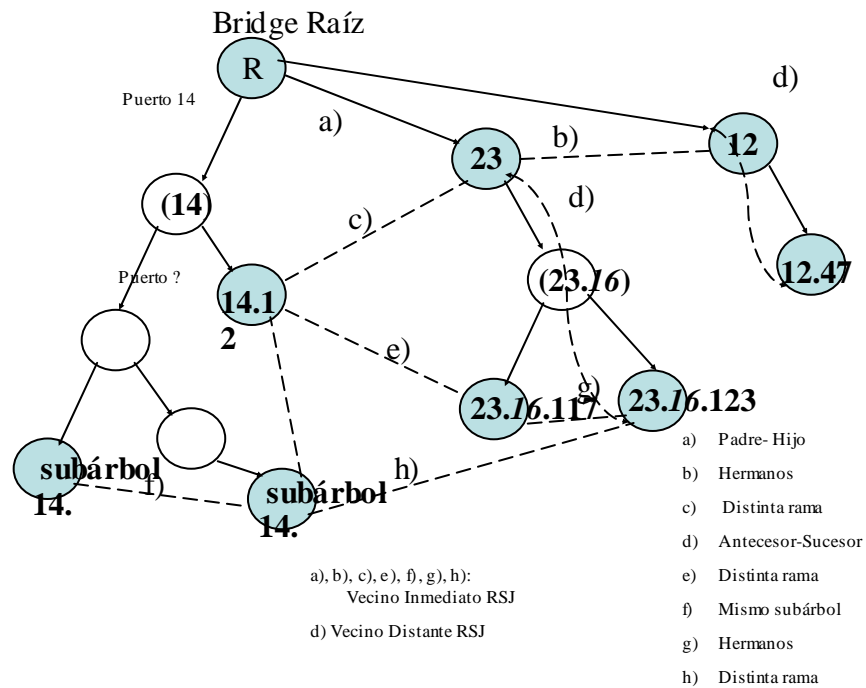 Bridge Raíz
R
d)
Puerto 14
a)
b)
12
23
(14)
c)
d)
Puerto ?
(23.16)
12.47
14.1
2
e)
g)
23.16.117
23.16.123
subárbol
14.
f)
h)
subárbol
14.
a) Padre- Hijo
b) Hermanos
c) Distinta rama
d) Antecesor-Sucesor
e) Distinta rama
f) Mismo subárbol
g) Hermanos
h) Distinta rama
a), b), c), e), f), g), h):
Vecino Inmediato RSJ
d) Vecino Distante RSJ